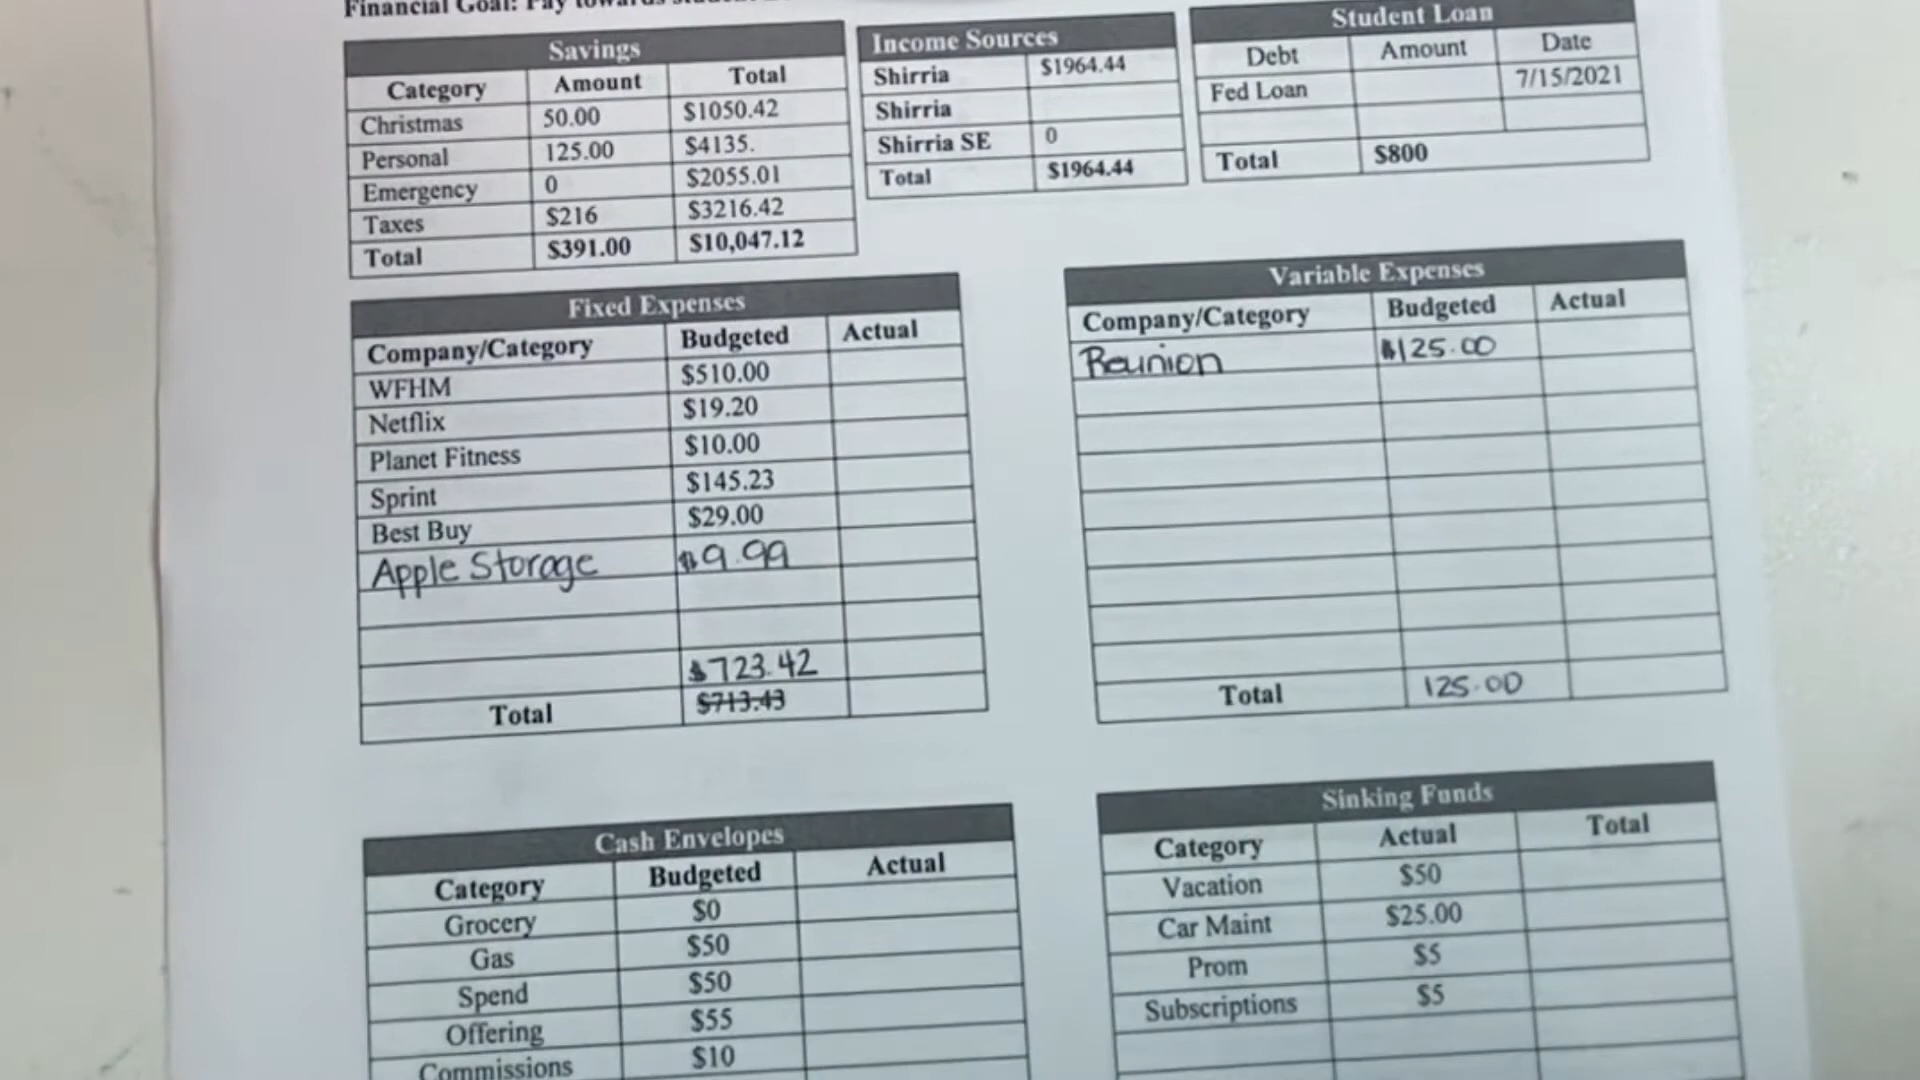 Financial Goal: Pay towards student
Savings
Category Amount Total
Christmas 50.00 $1050.42
Personal 125.00 $4135.
Emergency 0 $2055.01
Taxes $216 $3216.42
Total $391.00 $10,047.12
Income Sources
Shirria $1964.44
Shirria
Shirria SE 0
Total $1964.44
Student Loan
Debt Amount Date
Fed Loan 7/15/2021
Total $800
Fixed Expenses
Company/Category Budgeted Actual
WFHM $510.00
Netflix $19.20
Planet Fitness $10.00
Sprint $145.23
Best Buy $29.00
Apple Storage $9.99
$723.42
Total $713.43
Variable Expenses
Company/Category Budgeted Actual
Reunion $125.00
Total 125.00
Cash Envelopes
Category Budgeted Actual
Grocery $0
Gas $50
Spend $50
Offering $55
Commissions $10
Sinking Funds
Category Actual Total
Vacation $50
Car Maint $25.00
Prom $5
Subscriptions $5